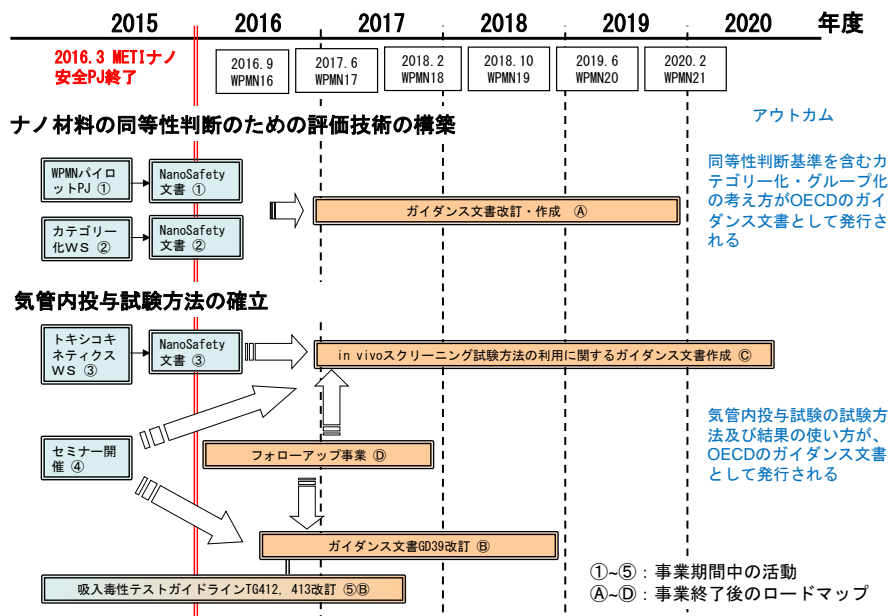 2015 2016 2017 2018 2019 2020 年度
2016.3 METIナノ
安全PJ終了
2016.9
WPMN16
2017.6
WPMN17
2018.2
WPMN18
2018.10
WPMN19
2019.6
WPMN20
2020.2
WPMN21
ナノ材料の同等性判断のための評価技術の構築
アウトカム
WPMNパイロ
ットPJ ①
NanoSafety
文書 ①
カテゴリー
化WS ②
NanoSafety
文書 ②
ガイダンス文書改訂・作成 Ⓐ
同等性判断基準を含むカ
テゴリー化・グループ化
の考え方がOECDのガイ
ダンス文書として発行さ
れる
気管内投与試験方法の確立
トキシコキ
ネティクス
WS ③
NanoSafety
文書 ③
in vivoスクリーニング試験方法の利用に関するガイダンス文書作成 Ⓒ
セミナー開
催 ④
フォローアップ事業 Ⓓ
気管内投与試験の試験方
法及び結果の使い方が、
OECDのガイダンス文書
として発行される
ガイダンス文書GD39改訂 Ⓑ
吸入毒性テストガイドラインTG412, 413改訂 ⑤Ⓑ
①~⑤：事業期間中の活動
Ⓐ~Ⓓ：事業終了後のロードマップ